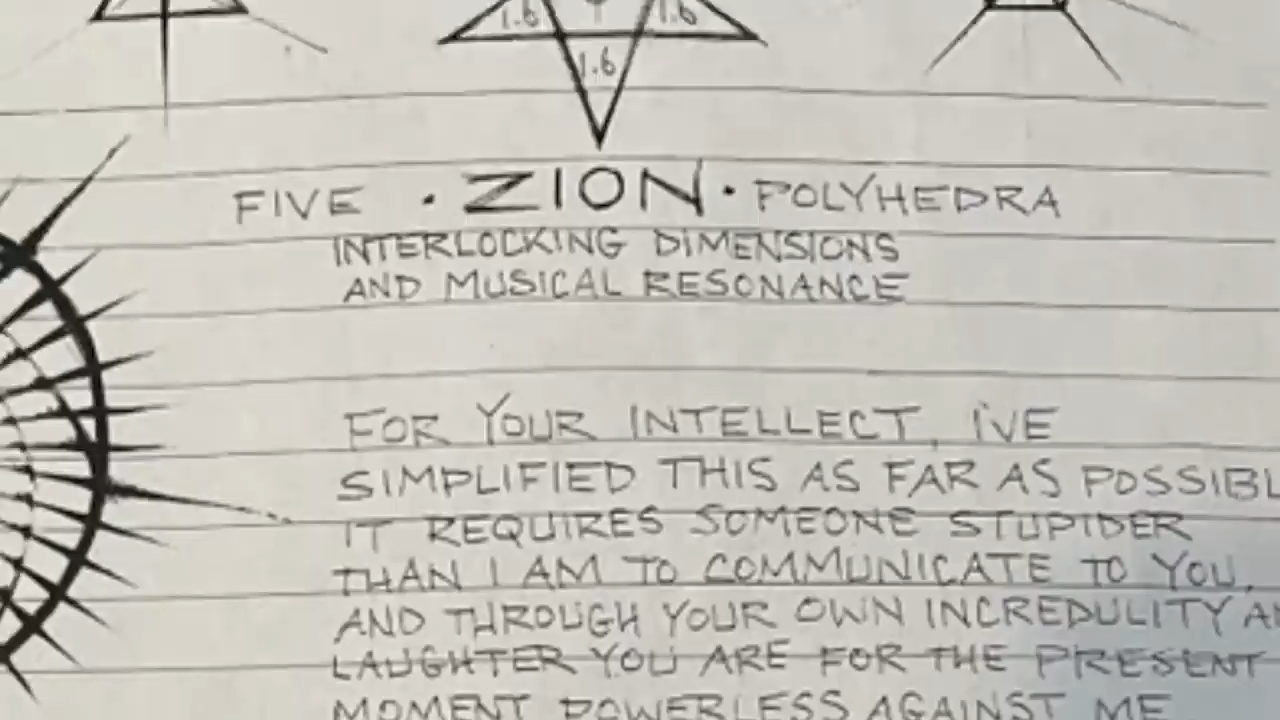 1.6 1.6
1.6
FIVE · ZION · POLYHEDRA
INTERLOCKING DIMENSIONS
AND MUSICAL RESONANCE
FOR YOUR INTELLECT, I'VE
SIMPLIFIED THIS AS FAR AS POSSIBL
IT REQUIRES SOMEONE STUPIDER
THAN I AM TO COMMUNICATE TO YOU,
AND THROUGH YOUR OWN INCREDULITY
LAUGHTER YOU ARE FOR THE PRESENT
MOMENT POWERLESS AGAINST ME